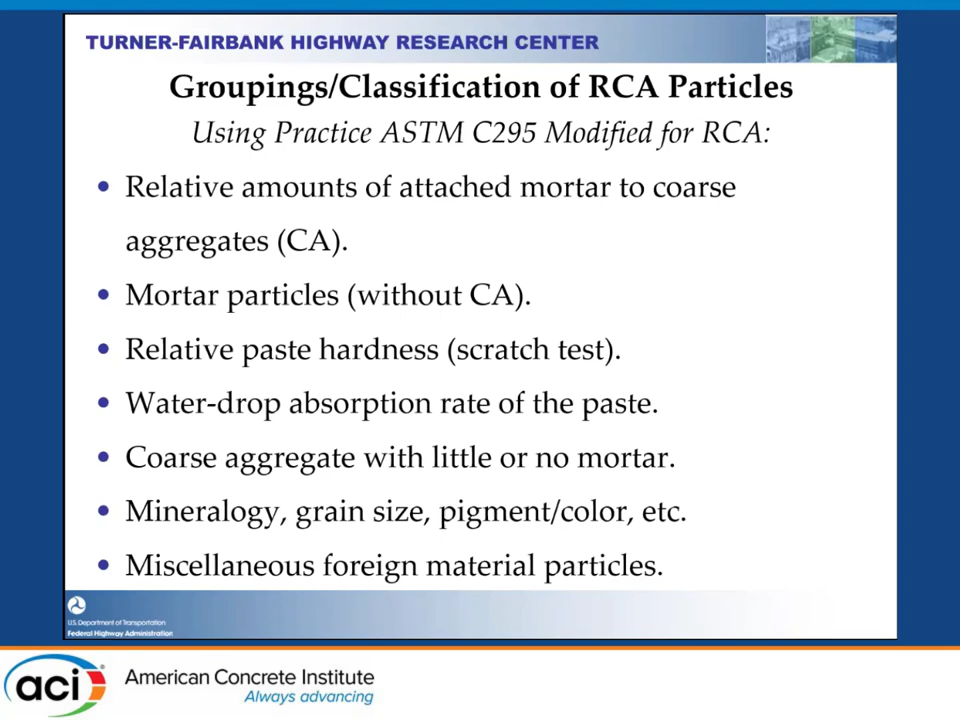 TURNER-FAIRBANK HIGHWAY RESEARCH CENTER
Groupings/Classification of RCA Particles
Using Practice ASTM C295 Modified for RCA:
• Relative amounts of attached mortar to coarse
aggregates (CA).
• Mortar particles (without CA).
• Relative paste hardness (scratch test).
• Water-drop absorption rate of the paste.
• Coarse aggregate with little or no mortar.
• Mineralogy, grain size, pigment/color, etc.
• Miscellaneous foreign material particles.
U.S. Department of Transportation
Federal Highway Administration
aci®
American Concrete Institute
Always advancing